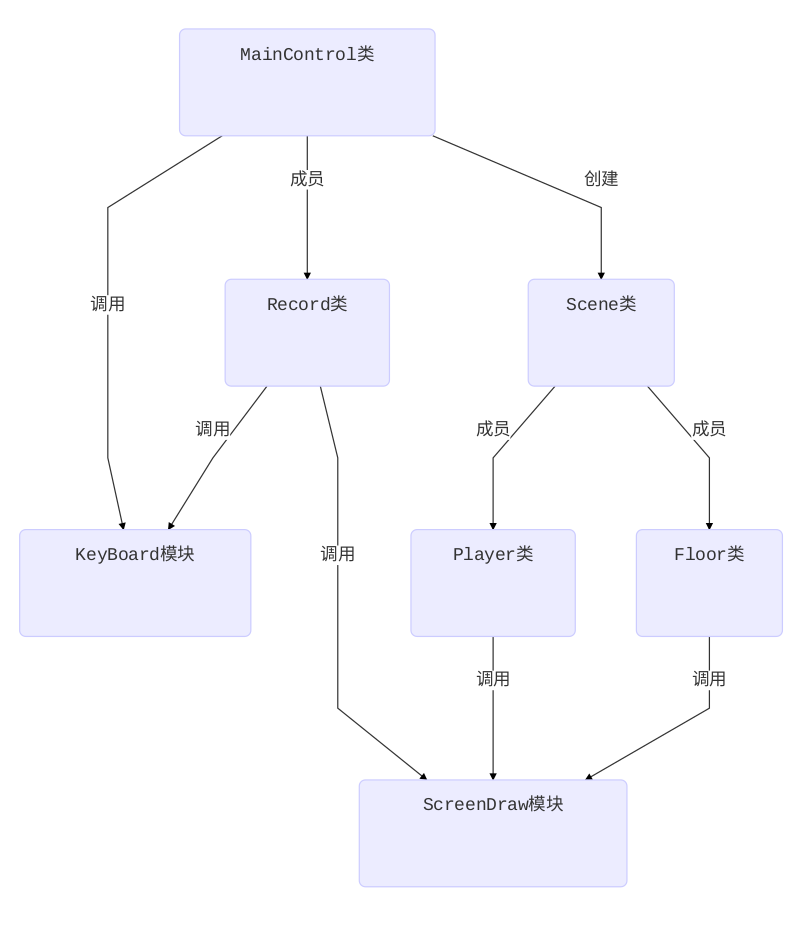 MainControl类
成员
创建
调用
Record类
Scene类
调用
成员
成员
KeyBoard模块
调用
Player类
Floor类
调用
调用
ScreenDraw模块